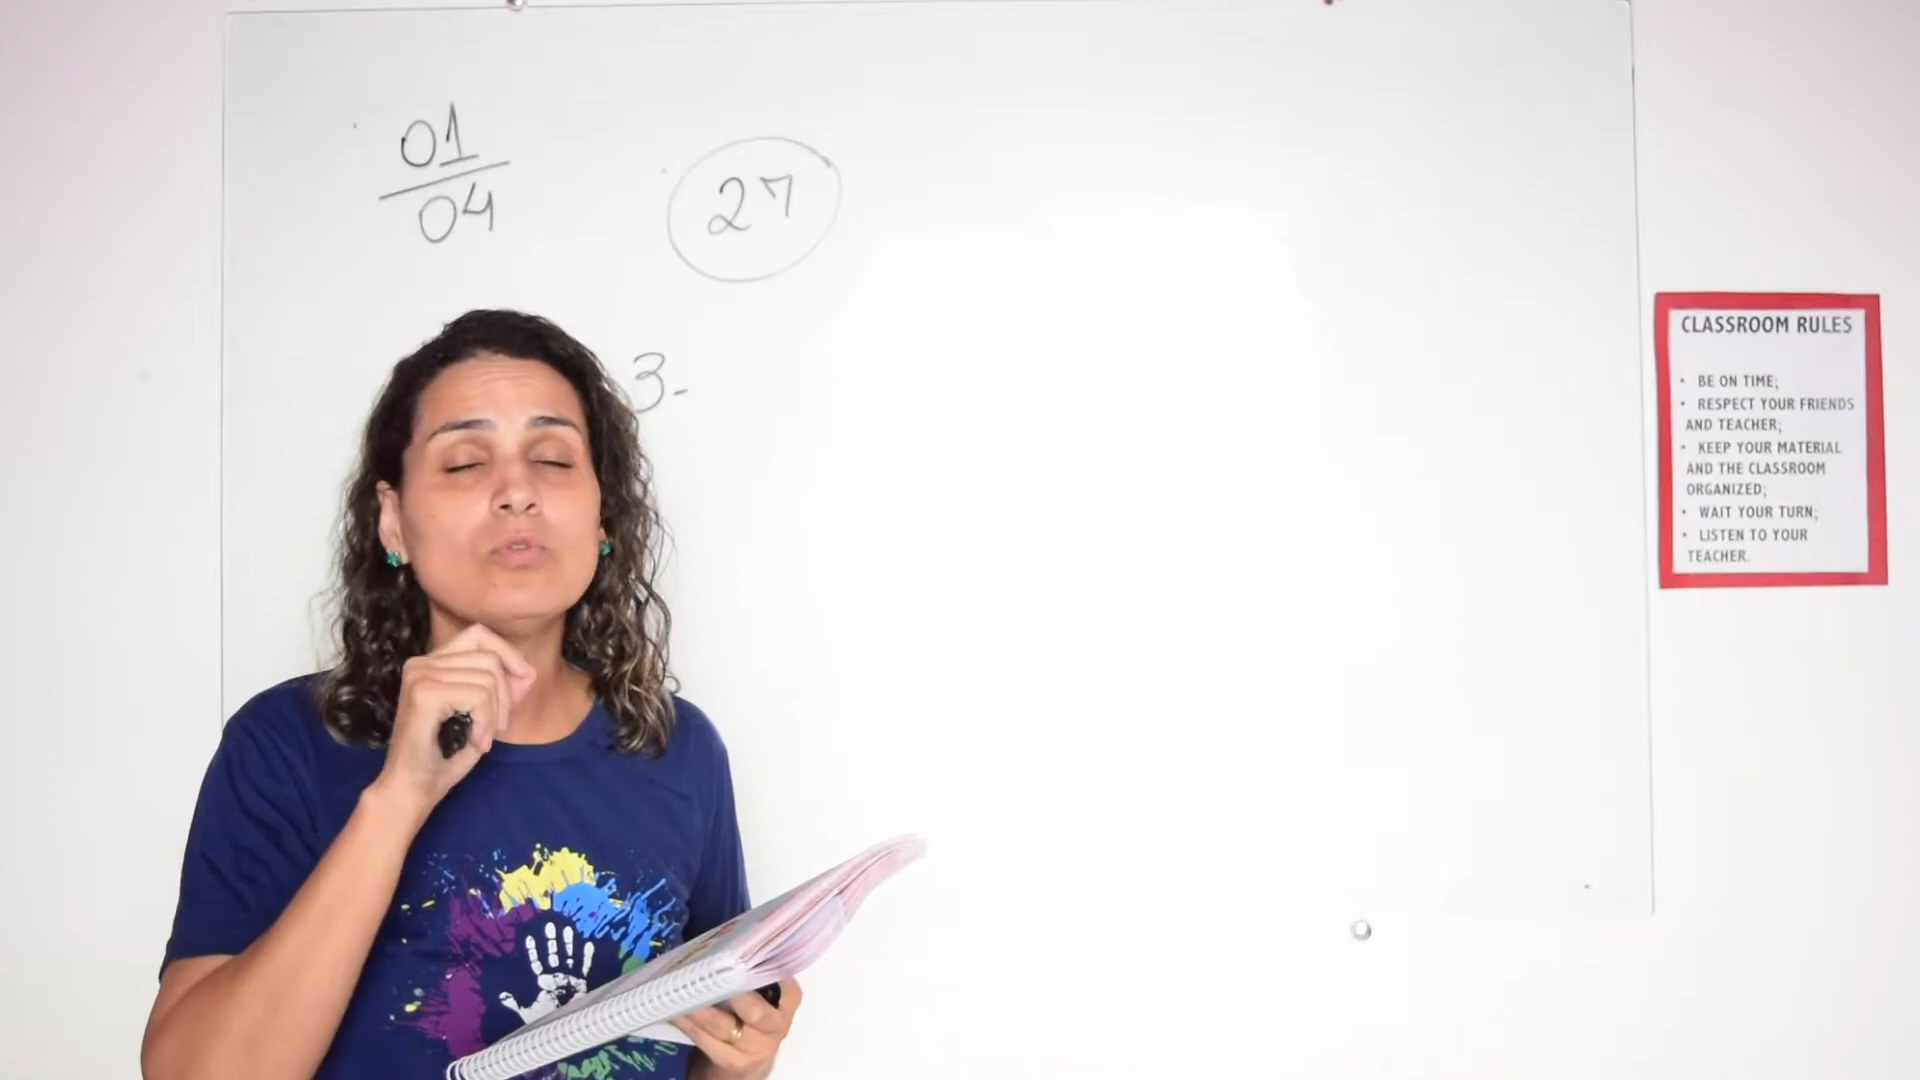 01
04
27
3-
CLASSROOM RULES
• BE ON TIME;
• RESPECT YOUR FRIENDS
AND TEACHER;
• KEEP YOUR MATERIAL
AND THE CLASSROOM
ORGANIZED;
• WAIT YOUR TURN;
• LISTEN TO YOUR
TEACHER.